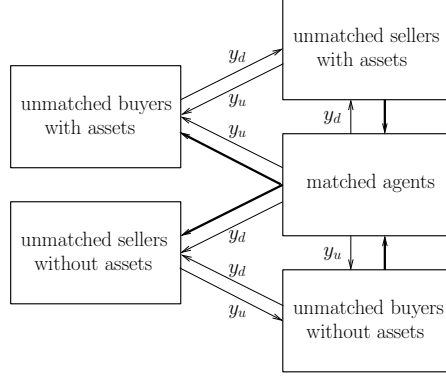 unmatched sellers
with assets
y_d
y_u
unmatched buyers
with assets
y_u
y_d
matched agents
unmatched sellers
without assets
y_d
y_u
y_d
y_u
unmatched buyers
without assets